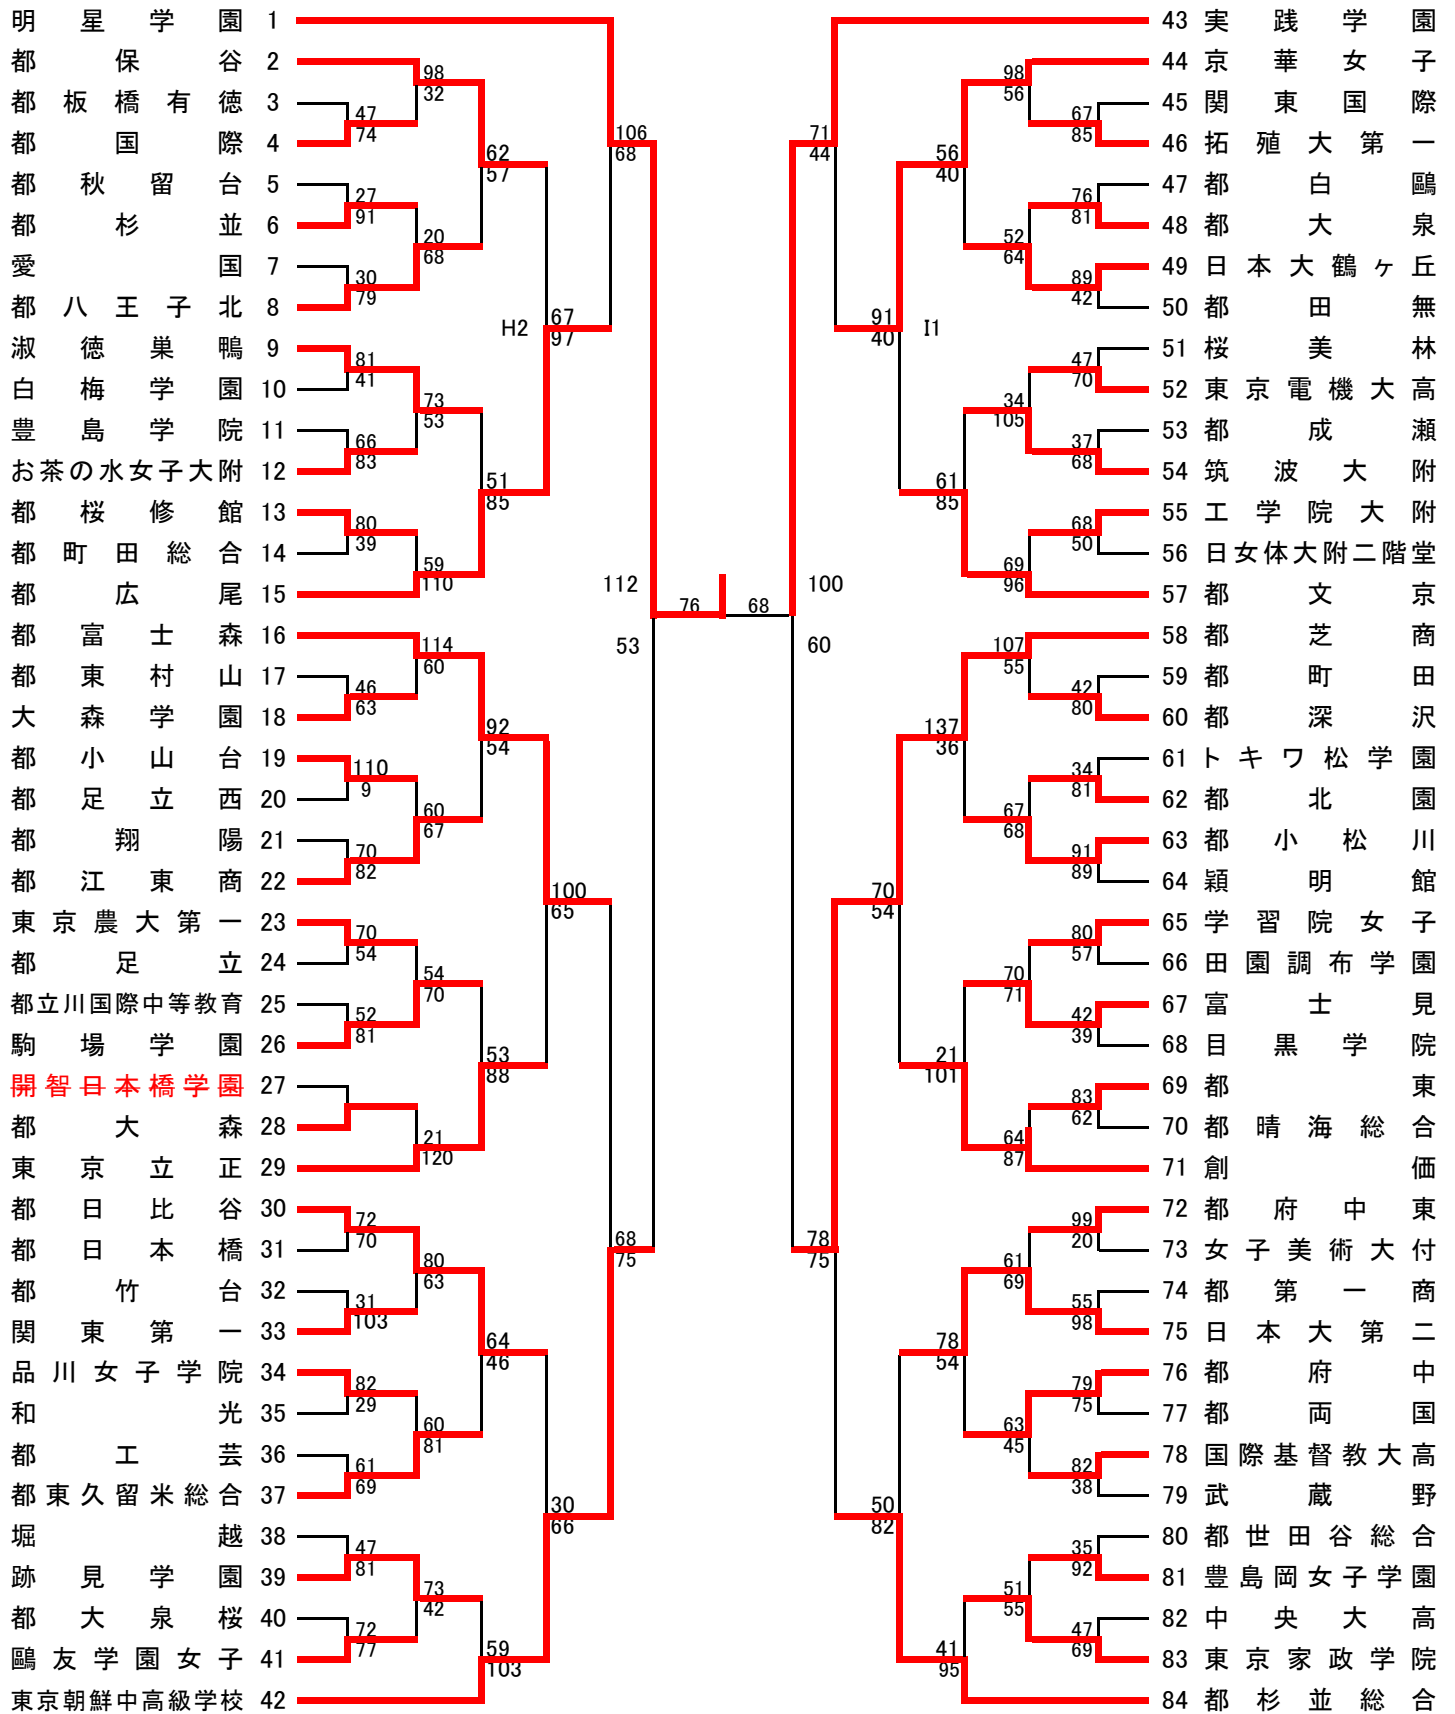 明星学園 1
都保谷 2
98
32
都板橋有徳 3
47
74
都国際 4
62
57
都秋留台 5
27
91
都杉並 6
20
68
愛国 7
30
79
都八王子北 8
106
68
H2
67
97
淑徳巣鴨 9
81
41
白梅学園 10
73
53
豊島学院 11
66
83
お茶の水女子大附 12
51
85
都桜修館 13
80
39
都町田総合 14
59
110
都広尾 15
112
53
76
68
都富士森 16
114
60
都東村山 17
46
63
大森学園 18
92
54
都小山台 19
110
9
都足立西 20
60
67
都翔陽 21
70
82
都江東商 22
100
65
東京農大第一 23
70
54
都足立 24
54
70
都立川国際中等教育 25
52
81
駒場学園 26
53
88
開智日本橋学園 27
都大森 28
21
120
東京立正 29
都日比谷 30
72
70
都日本橋 31
80
63
都竹台 32
31
103
関東第一 33
64
46
品川女子学院 34
82
29
和光 35
60
81
都工芸 36
61
69
都東久留米総合 37
68
75
30
66
堀越 38
47
81
跡見学園 39
73
42
都大泉桜 40
72
77
鷗友学園女子 41
59
103
東京朝鮮中高級学校 42
43 実践学園
44 京華女子
98
56
45 関東国際
67
85
46 拓殖大第一
71
44
56
40
47 都白鷗
76
81
48 都大泉
52
64
49 日本大鶴ヶ丘
89
42
50 都田無
91
40
I1
51 桜美林
47
70
52 東京電機大高
34
105
53 都成瀬
37
68
54 筑波大附
61
85
55 工学院大附
68
50
56 日女体大附二階堂
69
96
57 都文京
100
60
58 都芝商
107
55
59 都町田
42
80
60 都深沢
137
36
61 トキワ松学園
34
81
62 都北園
67
68
63 都小松川
91
89
64 穎明館
70
54
65 学習院女子
80
57
66 田園調布学園
70
71
67 富士見
42
39
68 目黒学院
21
101
69 都東
83
62
70 都晴海総合
64
87
71 創価
72 都府中東
99
20
73 女子美術大付
78
75
61
69
74 都第一商
55
98
75 日本大第二
78
54
76 都府中
79
75
77 都両国
63
45
78 国際基督教大高
82
38
79 武蔵野
50
82
80 都世田谷総合
35
92
81 豊島岡女子学園
51
55
82 中央大高
47
69
83 東京家政学院
41
95
84 都杉並総合